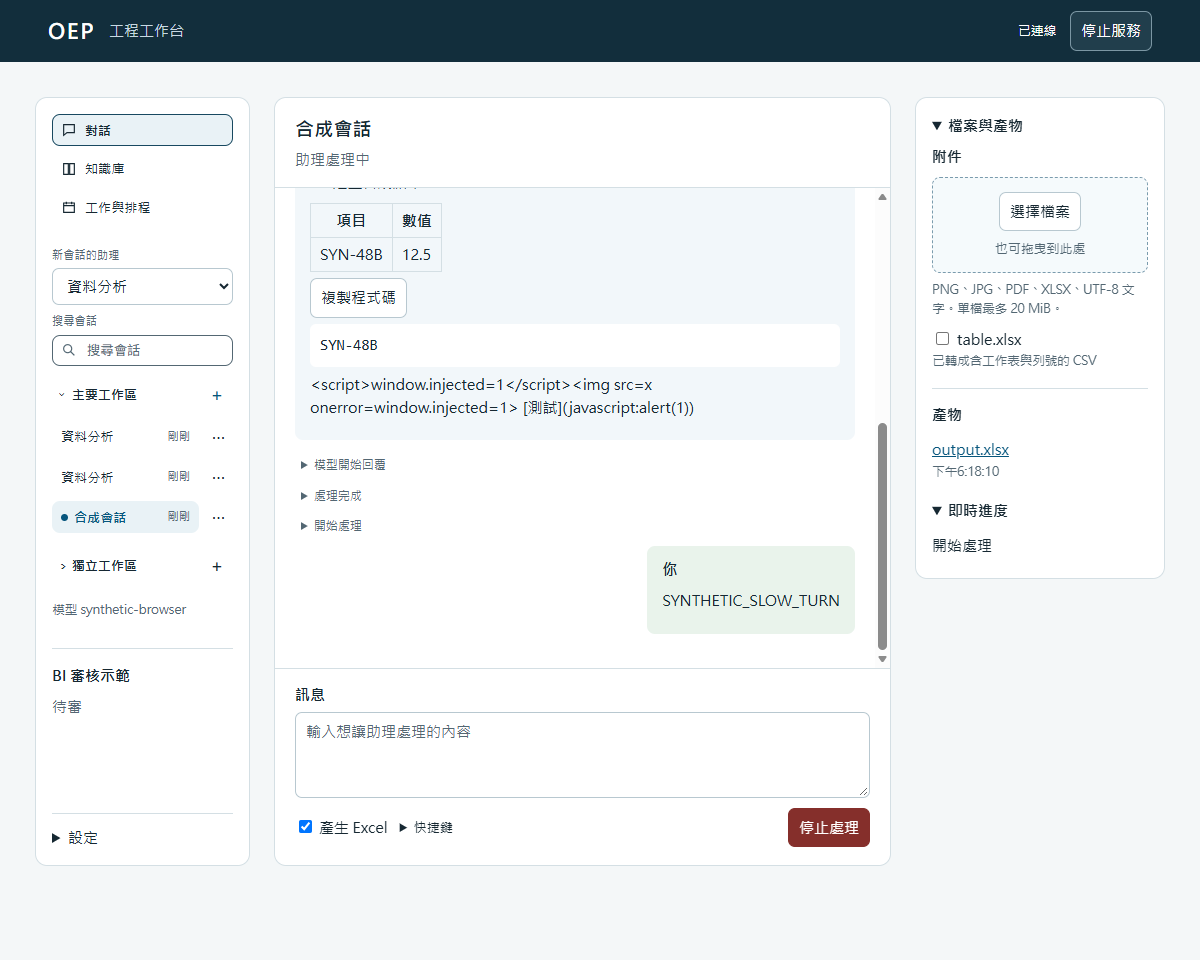 OEP 工程工作台
已連線
停止服務
對話
知識庫
工作與排程
新會話的助理
資料分析
搜尋會話
搜尋會話
主要工作區 +
資料分析 剛剛 ...
資料分析 剛剛 ...
合成會話 剛剛 ...
獨立工作區 +
模型 synthetic-browser
BI 審核示範
待審
設定
合成會話
助理處理中
項目 數值
SYN-48B 12.5
複製程式碼
SYN-48B
<script>window.injected=1</script><img src=x
onerror=window.injected=1> [測試](javascript:alert(1))
模型開始回覆
處理完成
開始處理
你
SYNTHETIC_SLOW_TURN
訊息
輸入想讓助理處理的內容
產生 Excel
快捷鍵
停止處理
檔案與產物
附件
選擇檔案
也可拖曳到此處
PNG、JPG、PDF、XLSX、UTF-8 文
字。單檔最多 20 MiB。
table.xlsx
已轉成含工作表與列號的 CSV
產物
output.xlsx
下午6:18:10
即時進度
開始處理